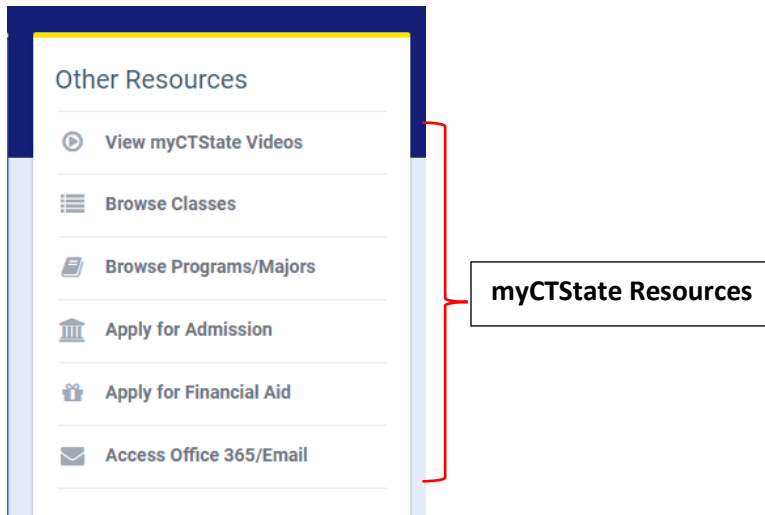 Other Resources
View myCTState Videos
Browse Classes
Browse Programs/Majors
Apply for Admission
Apply for Financial Aid
Access Office 365/Email
myCTState Resources